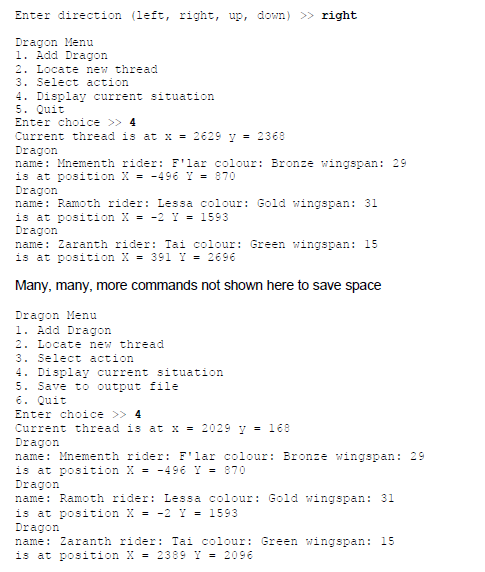 Enter direction (left, right, up, down) >> right
Dragon Menu
1. Add Dragon
2. Locate new thread
3. Select action
4. Display current situation
5. Quit
Enter choice >> 4
Current thread is at x = 2629 y = 2368
Dragon
name: Mnementh rider: F'lar colour: Bronze wingspan: 29
is at position X = -496 Y = 870
Dragon
name: Ramoth rider: Lessa colour: Gold wingspan: 31
is at position X = -2 Y = 1593
Dragon
name: Zaranth rider: Tai colour: Green wingspan: 15
is at position X = 391 Y = 2696
Many, many, more commands not shown here to save space
Dragon Menu
1. Add Dragon
2. Locate new thread
3. Select action
4. Display current situation
5. Save to output file
6. Quit
Enter choice >> 4
Current thread is at x = 2029 y = 168
Dragon
name: Mnementh rider: F'lar colour: Bronze wingspan: 29
is at position X = -496 Y = 870
Dragon
name: Ramoth rider: Lessa colour: Gold wingspan: 31
is at position X = -2 Y = 1593
Dragon
name: Zaranth rider: Tai colour: Green wingspan: 15
is at position X = 2389 Y = 2096